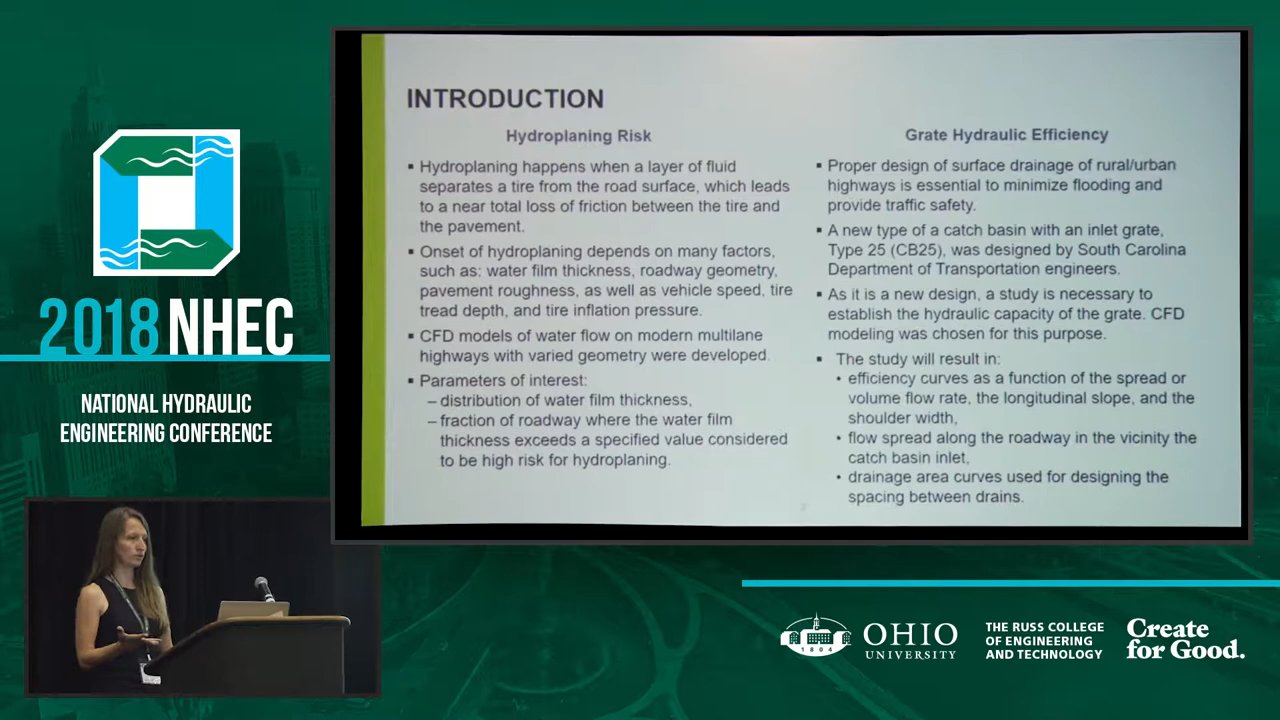 INTRODUCTION
Hydroplaning Risk
▪ Hydroplaning happens when a layer of fluid
separates a tire from the road surface, which leads
to a near total loss of friction between the tire and
the pavement.
▪ Onset of hydroplaning depends on many factors,
such as: water film thickness, roadway geometry,
pavement roughness, as well as vehicle speed, tire
tread depth, and tire inflation pressure.
▪ CFD models of water flow on modern multilane
highways with varied geometry were developed.
▪ Parameters of interest:
– distribution of water film thickness,
– fraction of roadway where the water film
thickness exceeds a specified value considered
to be high risk for hydroplaning.
Grate Hydraulic Efficiency
▪ Proper design of surface drainage of rural/urban
highways is essential to minimize flooding and
provide traffic safety.
▪ A new type of a catch basin with an inlet grate,
Type 25 (CB25), was designed by South Carolina
Department of Transportation engineers.
▪ As it is a new design, a study is necessary to
establish the hydraulic capacity of the grate. CFD
modeling was chosen for this purpose.
▪ The study will result in:
• efficiency curves as a function of the spread or
volume flow rate, the longitudinal slope, and the
shoulder width,
• flow spread along the roadway in the vicinity the
catch basin inlet,
• drainage area curves used for designing the
spacing between drains.
2018 NHEC
NATIONAL HYDRAULIC
ENGINEERING CONFERENCE
1804
OHIO
UNIVERSITY
THE RUSS COLLEGE
OF ENGINEERING
AND TECHNOLOGY
Create
for Good.